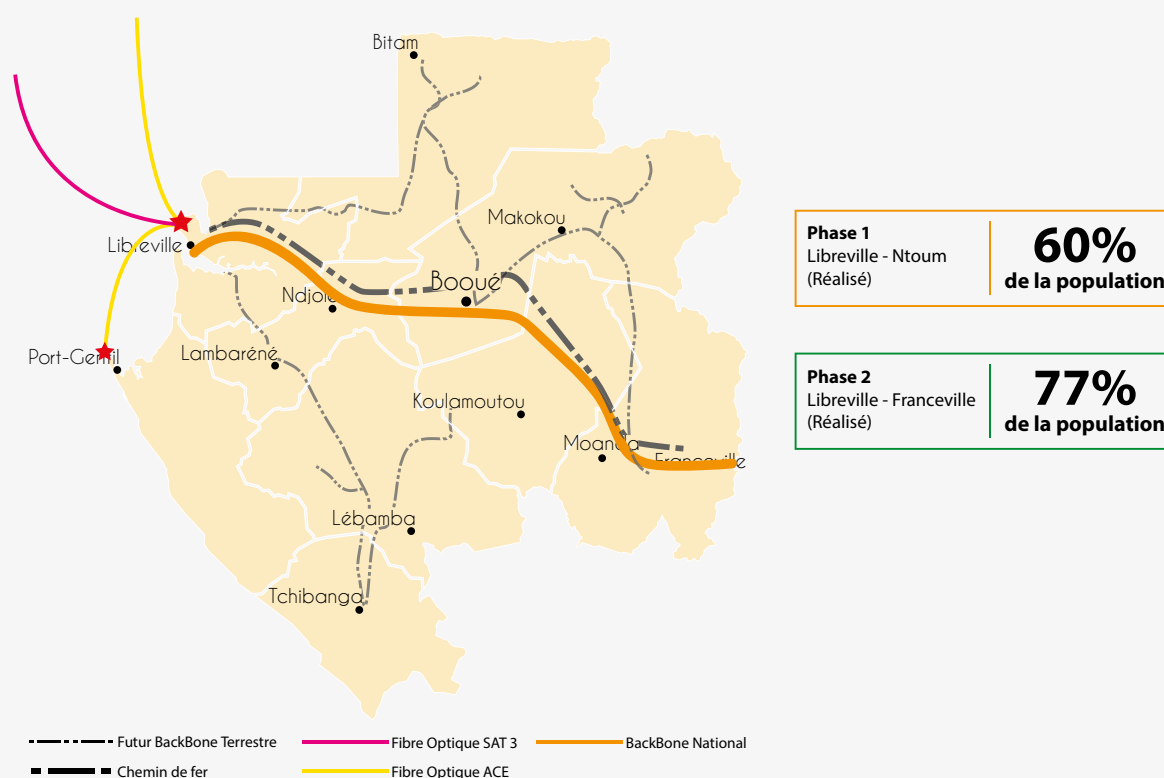 Bitam
Makokou
Libreville
Booué
Ndjolé
Port-Gentil
Lambaréné
Koulamoutou
Moanda
Franceville
Lébamba
Tchibanga
Phase 1
Libreville - Ntoum
(Réalisé)
60%
de la population
Phase 2
Libreville - Franceville
(Réalisé)
77%
de la population
Futur BackBone Terrestre
Fibre Optique SAT 3
BackBone National
Chemin de fer
Fibre Optique ACE